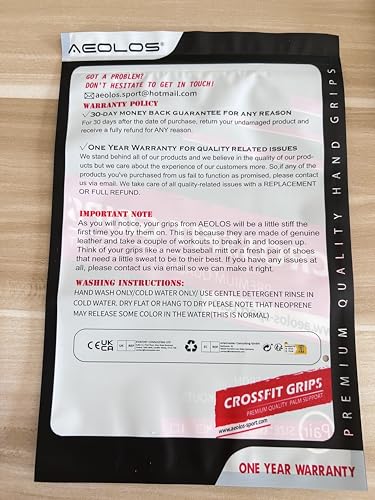 AEOLOS®
GOT A PROBLEM?
DON'T HESITATE TO GET IN TOUCH!
aeolos.sport@hotmail.com
WARRANTY POLICY
✓30-DAY MONEY BACK GUARANTEE FOR ANY REASON
For 30 days after the date of purchase, return your undamaged product and
receive a fully refund for ANY reason.
✓ONE YEAR WARRANTY FOR QUALITY RELATED ISSUES
We stand behind all of our products and we believe in the quality of our prod-
ucts but we care about the experience of our customers more. So,if any of the
products you've purchased from us fail to function as promised, please contact
us via email. We take care of all quality-related issues with a REPLACEMENT
OR FULL REFUND.
IMPORTANT NOTE
As you will notice, your grips from AEOLOS will be a little stiff the
first time you try them on. This is because they are made of genuine
leather and take a couple of workouts to break in and loosen up.
Think of your grips like a new baseball mitt or a fresh pair of shoes
that need a little sweat to be to their best. If you have any issues at
all, please contact us via email so we can make it right.
WASHING INSTRUCTIONS:
HAND WASH ONLY/COLD WATER ONLY/ USE GENTLE DETERGENT RINSE IN
COLD WATER. DRY FLAT OR HANG TO DRY PLEASE NOTE THAT NEOPRENE
MAY RELEASE SOME COLOR IN THE WATER(THIS IS NORMAL)
CE UK CA
UK REP
EC REP
CROSSFIT GRIPS
PREMIUM QUALITY PALM SUPPORT
www.aeolos-sport.com
ONE YEAR WARRANTY
PREMIUM QUALITY HAND GRIPS